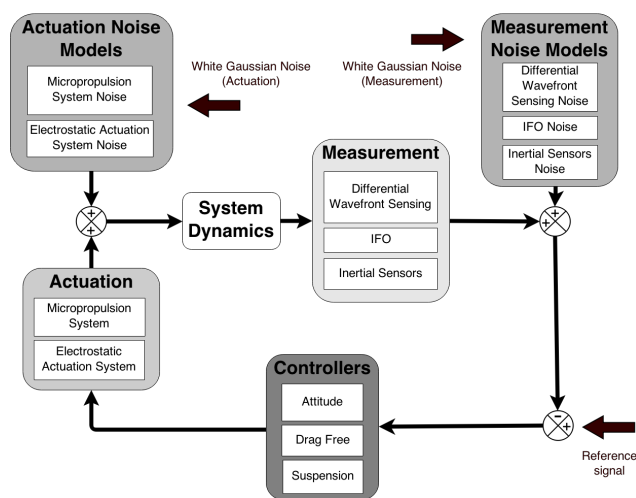 Actuation Noise
Models
Micropropulsion
System Noise
Electrostatic Actuation
System Noise
White Gaussian Noise
(Actuation)
White Gaussian Noise
(Measurement)
Measurement
Noise Models
Differential
Wavefront
Sensing Noise
IFO Noise
Inertial Sensors
Noise
+
+
System
Dynamics
Measurement
Differential
Wavefront Sensing
IFO
Inertial Sensors
+
+
Actuation
Micropropulsion
System
Electrostatic
Actuation System
Controllers
Attitude
Drag Free
Suspension
-
+
Reference
signal